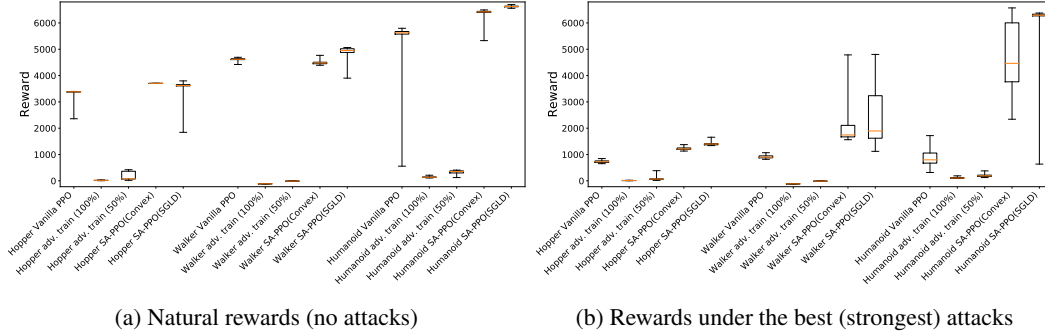 6000
5000
4000
3000
2000
1000
0
Reward
Hopper Vanilla PPO
Hopper adv. train (100%)
Hopper adv. train (50%)
Hopper SA-PPO(Convex)
Hopper SA-PPO(SGLD)
Walker Vanilla PPO
Walker adv. train (100%)
Walker adv. train (50%)
Walker SA-PPO(Convex)
Walker SA-PPO(SGLD)
Humanoid Vanilla PPO
Humanoid adv. train (100%)
Humanoid adv. train (50%)
Humanoid SA-PPO(Convex)
Humanoid SA-PPO(SGLD)
(a) Natural rewards (no attacks)
6000
5000
4000
3000
2000
1000
0
Reward
Hopper Vanilla PPO
Hopper adv. train (100%)
Hopper adv. train (50%)
Hopper SA-PPO(Convex)
Hopper SA-PPO(SGLD)
Walker Vanilla PPO
Walker adv. train (100%)
Walker adv. train (50%)
Walker SA-PPO(Convex)
Walker SA-PPO(SGLD)
Humanoid Vanilla PPO
Humanoid adv. train (100%)
Humanoid adv. train (50%)
Humanoid SA-PPO(Convex)
Humanoid SA-PPO(SGLD)
(b) Rewards under the best (strongest) attacks